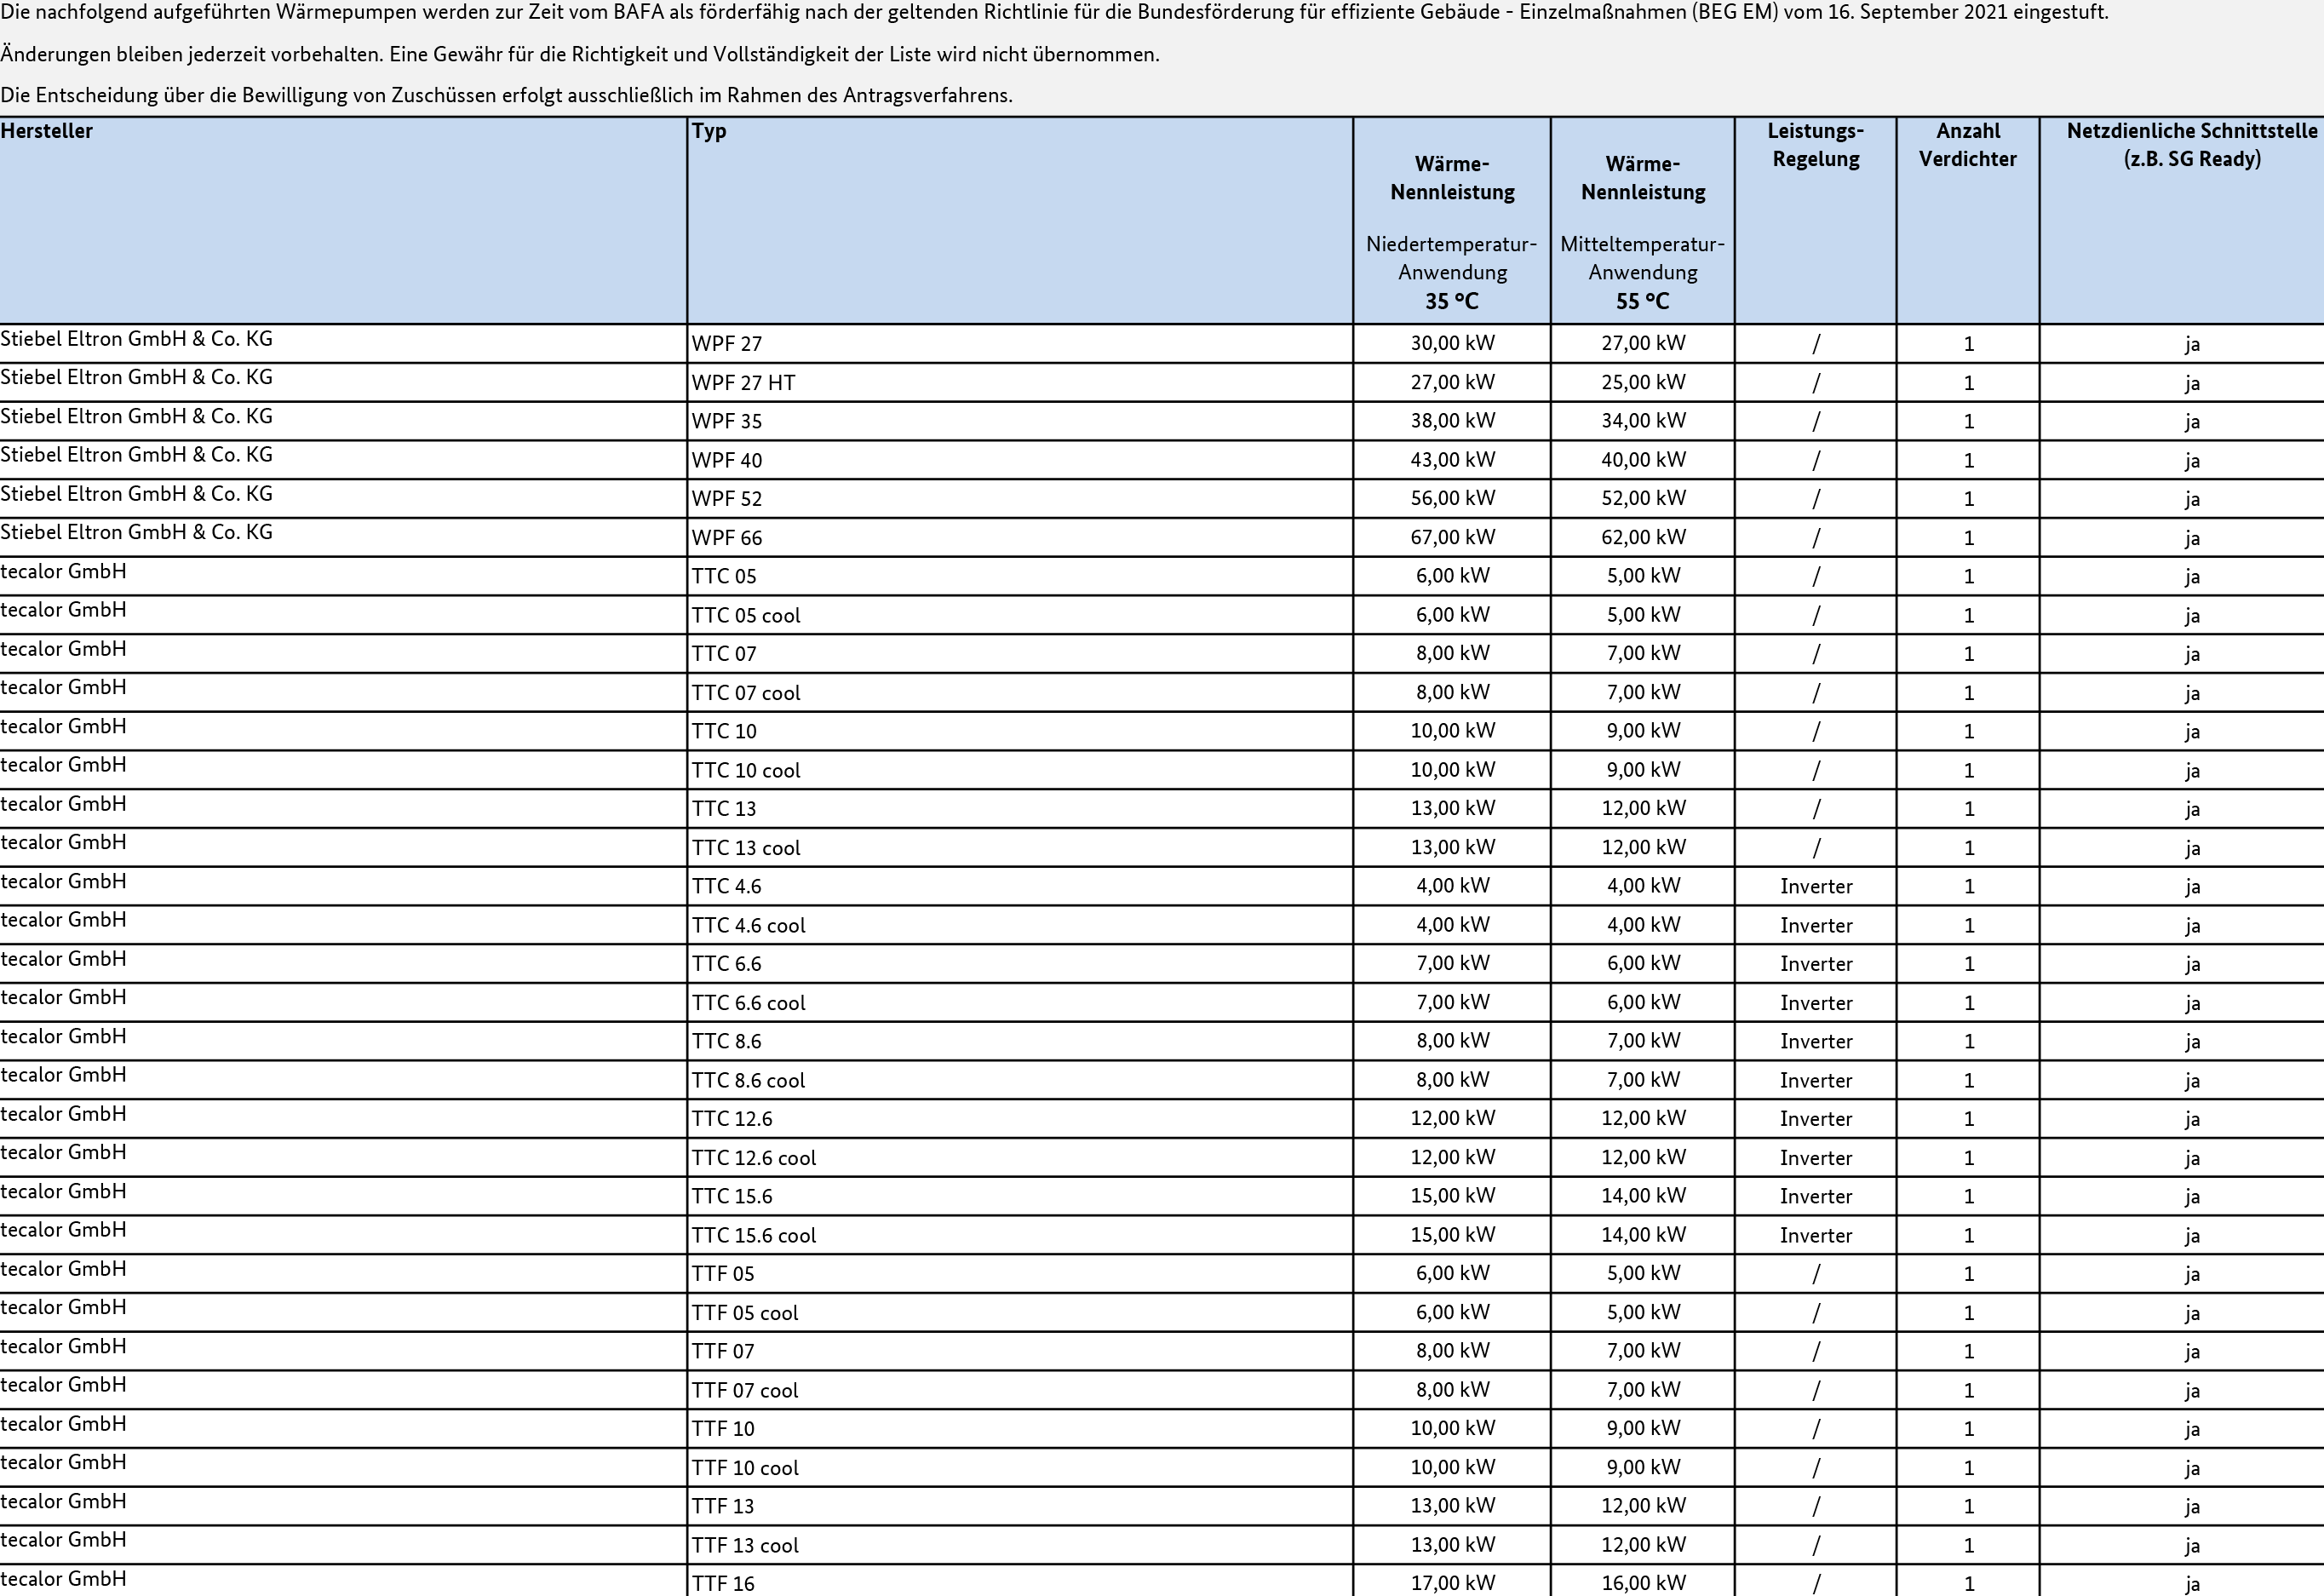 Die nachfolgend aufgeführten Wärmepumpen werden zur Zeit vom BAFA als förderfähig nach der geltenden Richtlinie für die Bundesförderung für effiziente Gebäude - Einzelmaßnahmen (BEG EM) vom 16. September 2021 eingestuft.
Änderungen bleiben jederzeit vorbehalten. Eine Gewähr für die Richtigkeit und Vollständigkeit der Liste wird nicht übernommen.
Die Entscheidung über die Bewilligung von Zuschüssen erfolgt ausschließlich im Rahmen des Antragsverfahrens.
Hersteller Typ Wärme-Nennleistung Niedertemperatur-Anwendung 35 °C Wärme-Nennleistung Mitteltemperatur-Anwendung 55 °C Leistungs-Regelung Anzahl Verdichter Netzdienliche Schnittstelle (z.B. SG Ready)
Stiebel Eltron GmbH & Co. KG WPF 27 30,00 kW 27,00 kW / 1 ja
Stiebel Eltron GmbH & Co. KG WPF 27 HT 27,00 kW 25,00 kW / 1 ja
Stiebel Eltron GmbH & Co. KG WPF 35 38,00 kW 34,00 kW / 1 ja
Stiebel Eltron GmbH & Co. KG WPF 40 43,00 kW 40,00 kW / 1 ja
Stiebel Eltron GmbH & Co. KG WPF 52 56,00 kW 52,00 kW / 1 ja
Stiebel Eltron GmbH & Co. KG WPF 66 67,00 kW 62,00 kW / 1 ja
tecalor GmbH TTC 05 6,00 kW 5,00 kW / 1 ja
tecalor GmbH TTC 05 cool 6,00 kW 5,00 kW / 1 ja
tecalor GmbH TTC 07 8,00 kW 7,00 kW / 1 ja
tecalor GmbH TTC 07 cool 8,00 kW 7,00 kW / 1 ja
tecalor GmbH TTC 10 10,00 kW 9,00 kW / 1 ja
tecalor GmbH TTC 10 cool 10,00 kW 9,00 kW / 1 ja
tecalor GmbH TTC 13 13,00 kW 12,00 kW / 1 ja
tecalor GmbH TTC 13 cool 13,00 kW 12,00 kW / 1 ja
tecalor GmbH TTC 4.6 4,00 kW 4,00 kW Inverter 1 ja
tecalor GmbH TTC 4.6 cool 4,00 kW 4,00 kW Inverter 1 ja
tecalor GmbH TTC 6.6 7,00 kW 6,00 kW Inverter 1 ja
tecalor GmbH TTC 6.6 cool 7,00 kW 6,00 kW Inverter 1 ja
tecalor GmbH TTC 8.6 8,00 kW 7,00 kW Inverter 1 ja
tecalor GmbH TTC 8.6 cool 8,00 kW 7,00 kW Inverter 1 ja
tecalor GmbH TTC 12.6 12,00 kW 12,00 kW Inverter 1 ja
tecalor GmbH TTC 12.6 cool 12,00 kW 12,00 kW Inverter 1 ja
tecalor GmbH TTC 15.6 15,00 kW 14,00 kW Inverter 1 ja
tecalor GmbH TTC 15.6 cool 15,00 kW 14,00 kW Inverter 1 ja
tecalor GmbH TTF 05 6,00 kW 5,00 kW / 1 ja
tecalor GmbH TTF 05 cool 6,00 kW 5,00 kW / 1 ja
tecalor GmbH TTF 07 8,00 kW 7,00 kW / 1 ja
tecalor GmbH TTF 07 cool 8,00 kW 7,00 kW / 1 ja
tecalor GmbH TTF 10 10,00 kW 9,00 kW / 1 ja
tecalor GmbH TTF 10 cool 10,00 kW 9,00 kW / 1 ja
tecalor GmbH TTF 13 13,00 kW 12,00 kW / 1 ja
tecalor GmbH TTF 13 cool 13,00 kW 12,00 kW / 1 ja
tecalor GmbH TTF 16 17,00 kW 16,00 kW / 1 ja